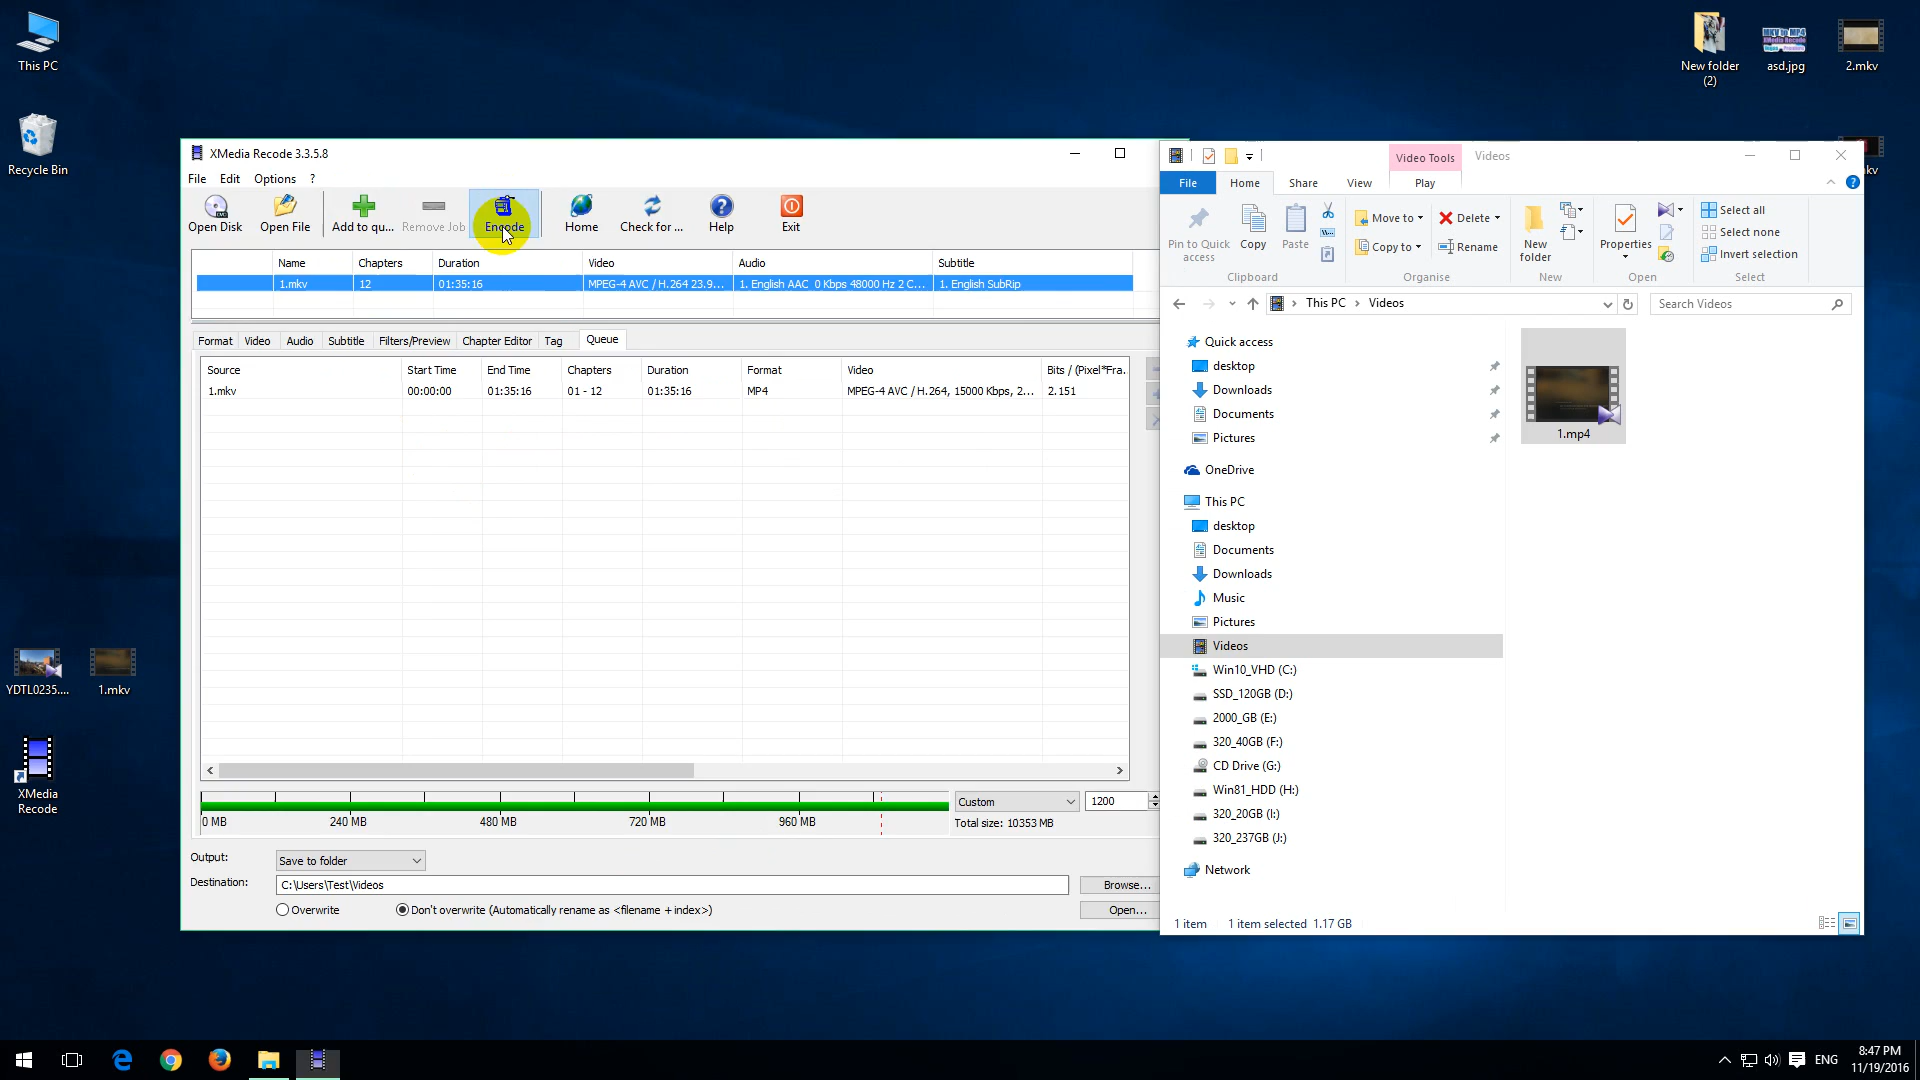 This PC
Recycle Bin
New folder
(2)
asd.jpg
2.mkv
kv
XMedia Recode 3.3.5.8
File Edit Options ?
Open Disk Open File Add to qu... Remove Job Encode Home Check for ... Help Exit
Name Chapters Duration Video Audio Subtitle
1.mkv 12 01:35:16 MPEG-4 AVC / H.264 23.9... 1. English AAC 0 Kbps 48000 Hz 2 C... 1. English SubRip
Format Video Audio Subtitle Filters/Preview Chapter Editor Tag Queue
Source Start Time End Time Chapters Duration Format Video Bits / (Pixel*Fra...
1.mkv 00:00:00 01:35:16 01 - 12 01:35:16 MP4 MPEG-4 AVC / H.264, 15000 Kbps, 2... 2.151
0 MB 240 MB 480 MB 720 MB 960 MB
Custom 1200
Total size: 10353 MB
Output: Save to folder
Destination: C:\Users\Test\Videos Browse...
Overwrite Don't overwrite (Automatically rename as <filename + index>) Open...
Video Tools Videos
File Home Share View Play
Pin to Quick access Copy Paste
Move to Copy to Delete Rename
New folder Properties
Select all
Select none
Invert selection
Clipboard Organise New Open Select
This PC Videos Search Videos
Quick access
desktop
Downloads
Documents
Pictures
OneDrive
This PC
desktop
Documents
Downloads
Music
Pictures
Videos
Win10_VHD (C:)
SSD_120GB (D:)
2000_GB (E:)
320_40GB (F:)
CD Drive (G:)
Win81_HDD (H:)
320_20GB (I:)
320_237GB (J:)
Network
1.mp4
1 item 1 item selected 1.17 GB
YDTL0235....
1.mkv
XMedia
Recode
ENG
8:47 PM
11/19/2016